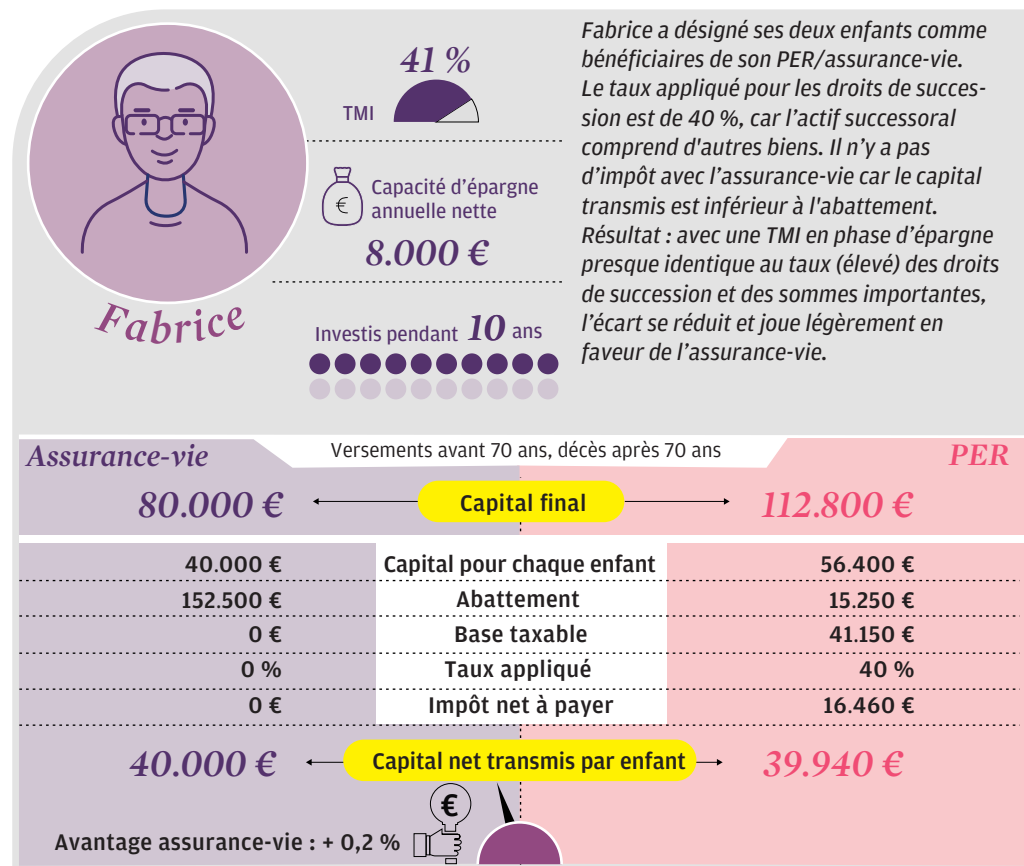 41 %
TMI
Capacité d'épargne
annuelle nette
8.000 €
Investis pendant 10 ans
Fabrice
Fabrice a désigné ses deux enfants comme
bénéficiaires de son PER/assurance-vie.
Le taux appliqué pour les droits de succes-
sion est de 40 %, car l'actif successoral
comprend d'autres biens. Il n'y a pas
d'impôt avec l'assurance-vie car le capital
transmis est inférieur à l'abattement.
Résultat : avec une TMI en phase d'épargne
presque identique au taux (élevé) des droits
de succession et des sommes importantes,
l'écart se réduit et joue légèrement en
faveur de l'assurance-vie.
Assurance-vie Versements avant 70 ans, décès après 70 ans PER
80.000 € Capital final 112.800 €
40.000 € Capital pour chaque enfant 56.400 €
152.500 € Abattement 15.250 €
0 € Base taxable 41.150 €
0 % Taux appliqué 40 %
0 € Impôt net à payer 16.460 €
40.000 € Capital net transmis par enfant 39.940 €
€
Avantage assurance-vie : + 0,2 %